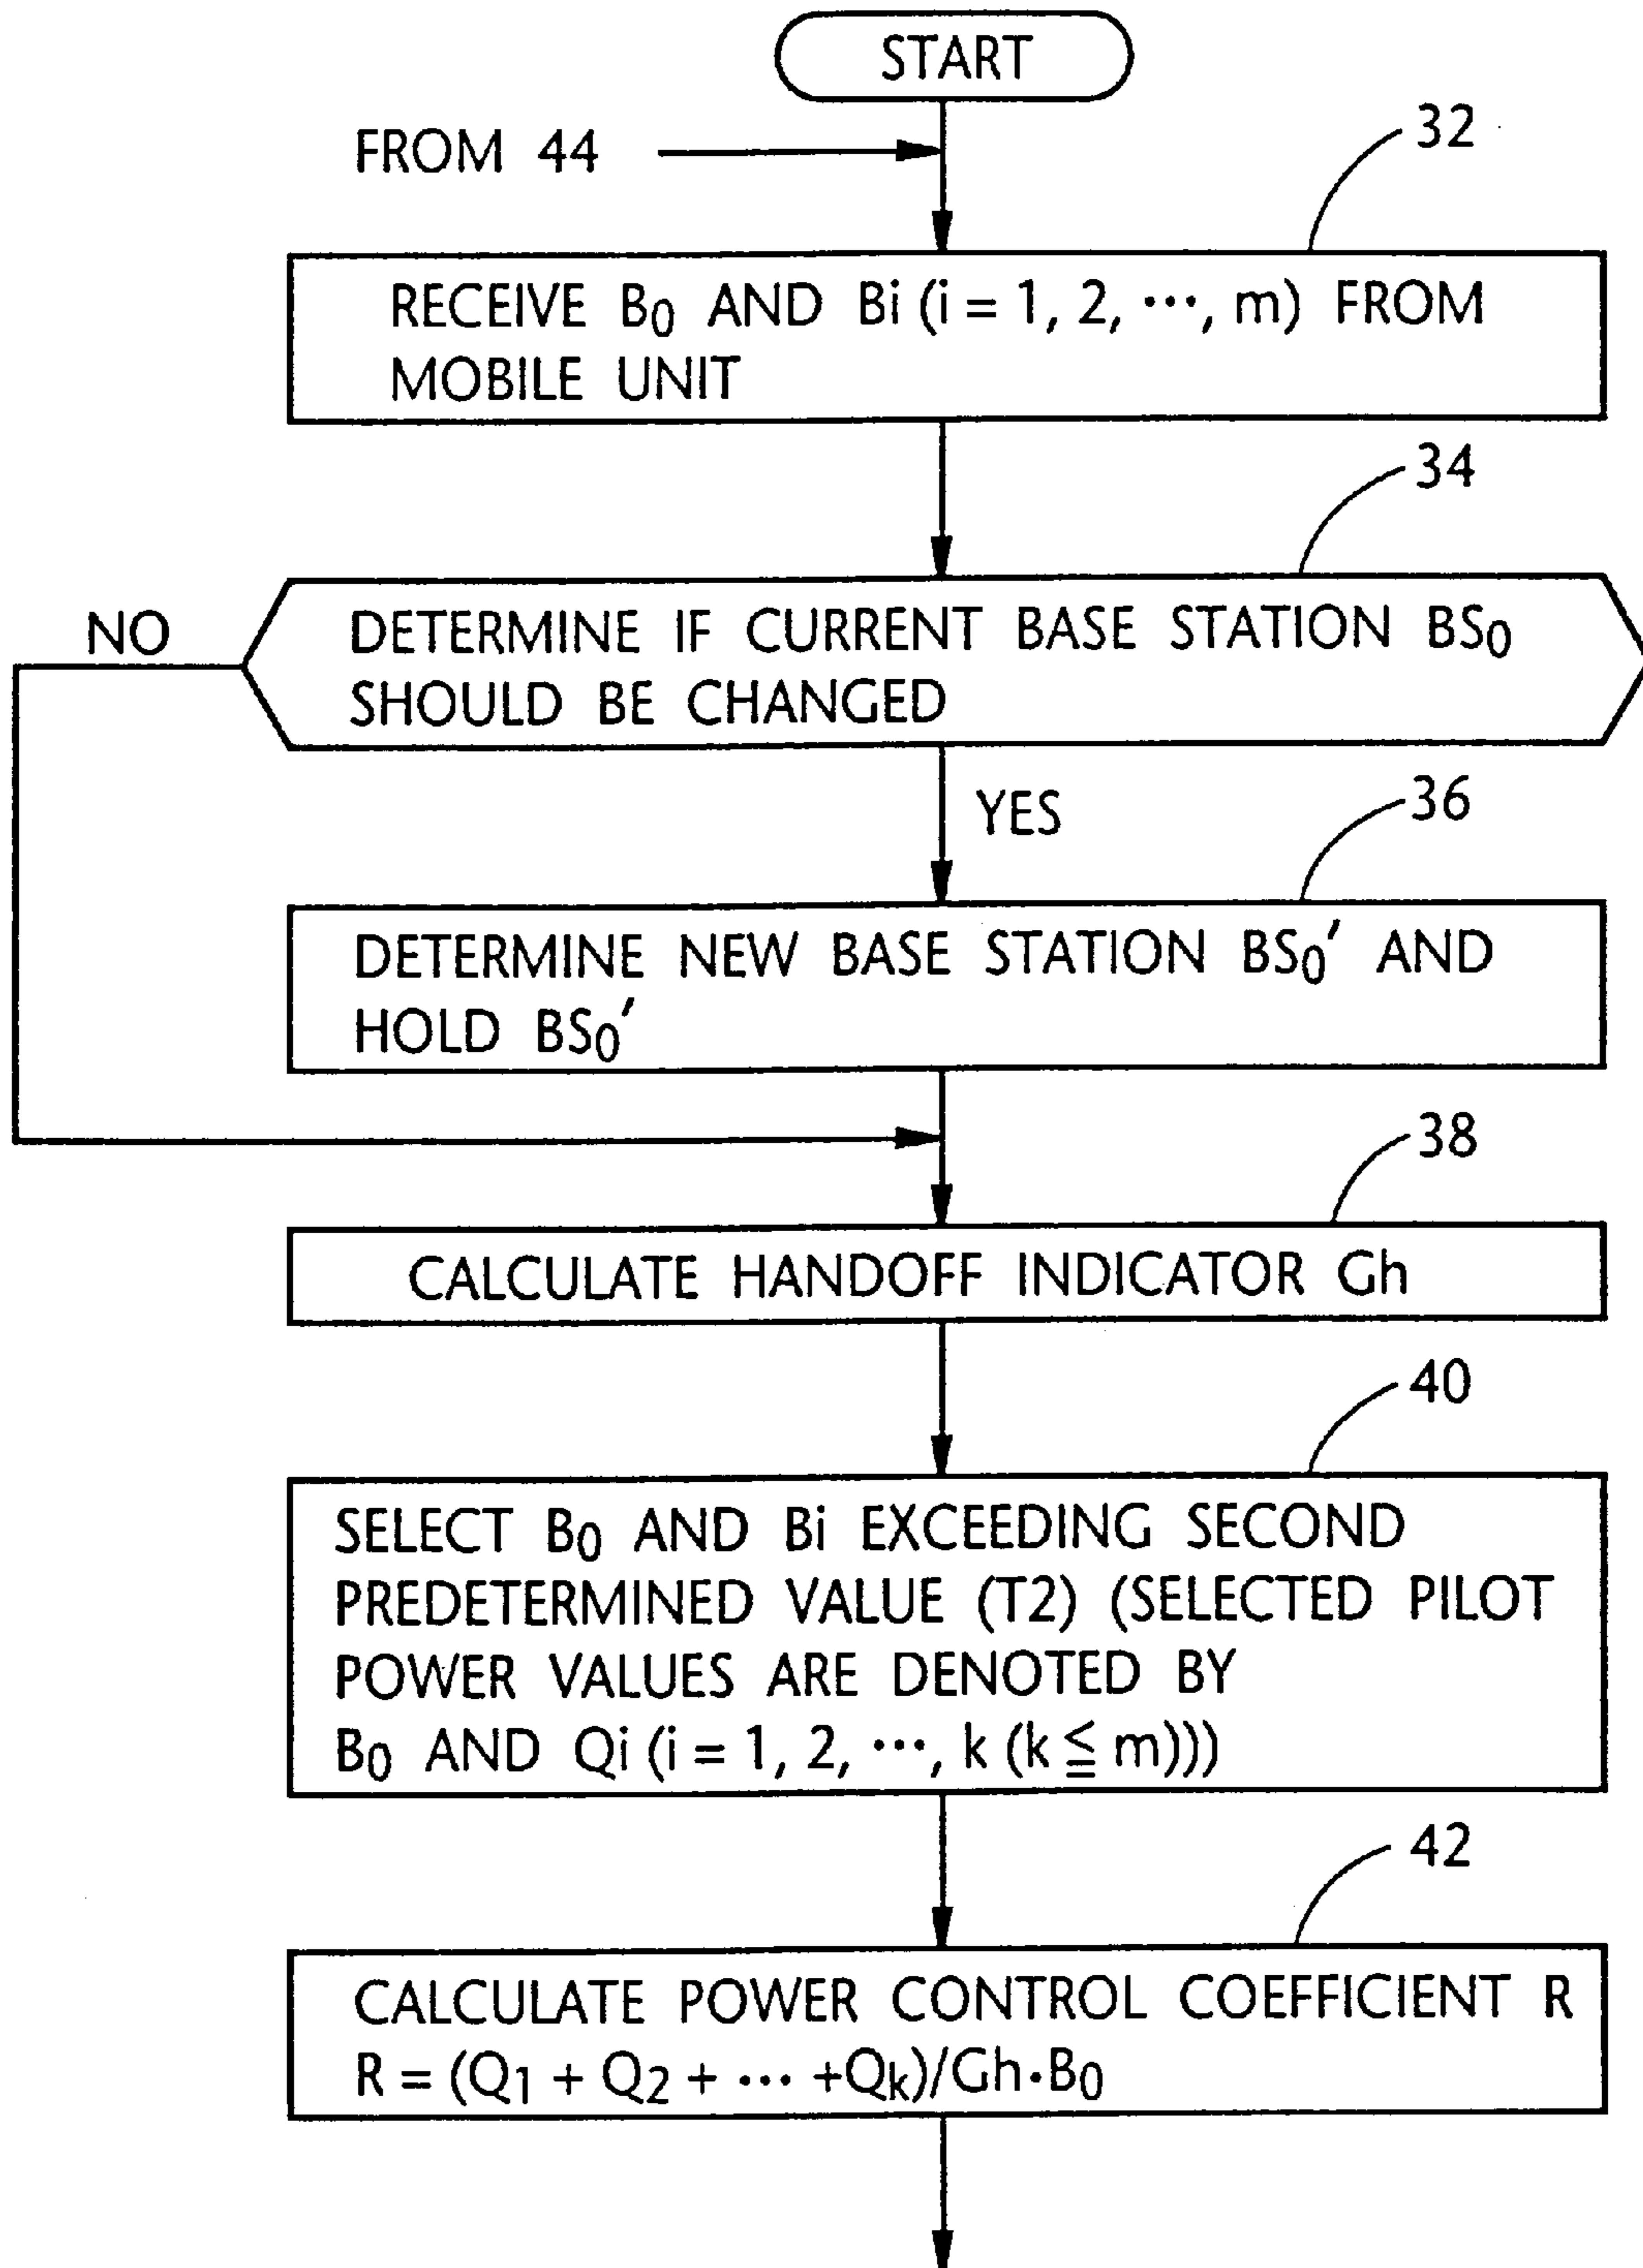 START
FROM 44
32
RECEIVE B₀ AND Bi (i = 1, 2, ···, m) FROM
MOBILE UNIT
34
NO
DETERMINE IF CURRENT BASE STATION BS₀
SHOULD BE CHANGED
YES
36
DETERMINE NEW BASE STATION BS₀′ AND
HOLD BS₀′
38
CALCULATE HANDOFF INDICATOR Gh
40
SELECT B₀ AND Bi EXCEEDING SECOND
PREDETERMINED VALUE (T2) (SELECTED PILOT
POWER VALUES ARE DENOTED BY
B₀ AND Qi (i = 1, 2, ···, k (k ≦ m)))
42
CALCULATE POWER CONTROL COEFFICIENT R
R = (Q₁ + Q₂ + ··· +Qₖ)/Gh·B₀